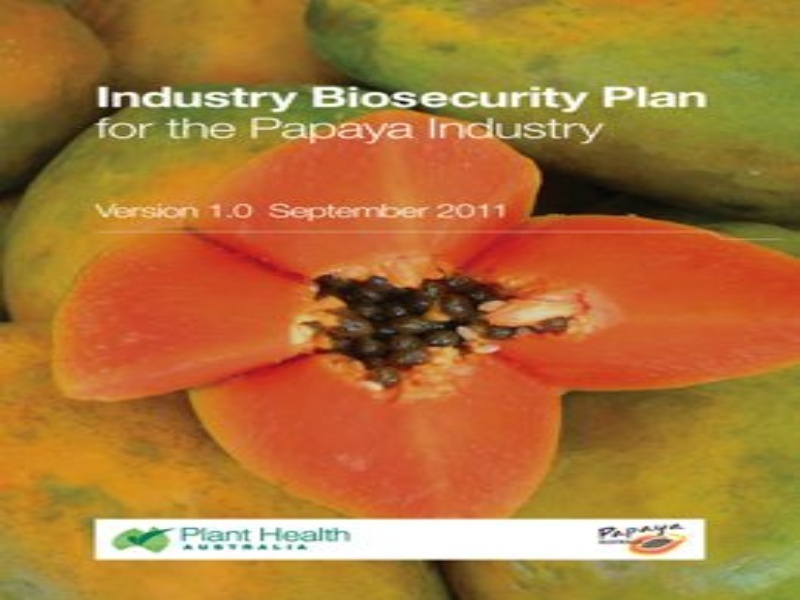 Industry Biosecurity Plan
for the Papaya Industry
Version 1.0 September 2011
Plant Health
AUSTRALIA
Papaya